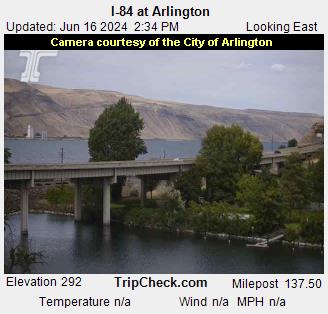 I-84 at Arlington
Updated: Jun 16 2024 2:34 PM Looking East
Camera courtesy of the City of Arlington
Elevation 292 TripCheck.com Milepost 137.50
Temperature n/a Wind n/a MPH n/a